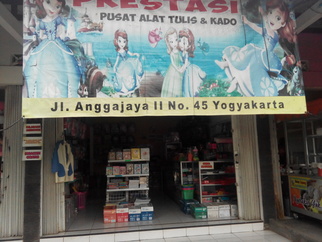 PRESTASI
PUSAT ALAT TULIS & KADO
Jl. Anggajaya II No. 45 Yogyakarta